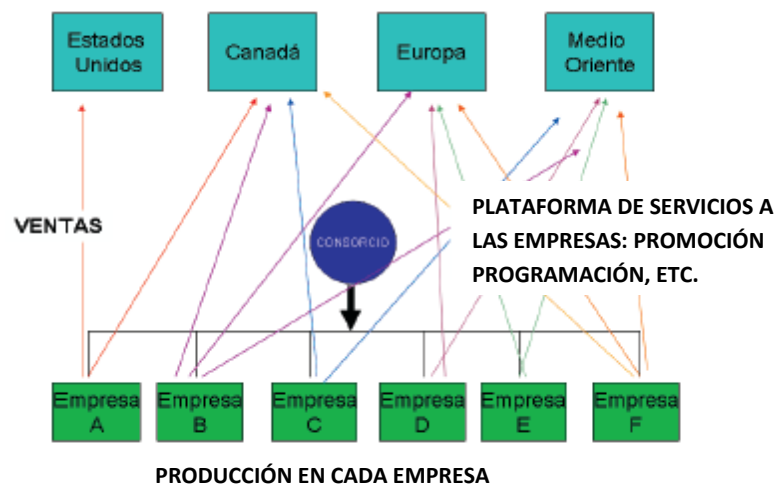 Estados
Unidos
Canadá
Europa
Medio
Oriente
VENTAS
CONSORCIO
PLATAFORMA DE SERVICIOS A
LAS EMPRESAS: PROMOCIÓN
PROGRAMACIÓN, ETC.
Empresa
A
Empresa
B
Empresa
C
Empresa
D
Empresa
E
Empresa
F
PRODUCCIÓN EN CADA EMPRESA